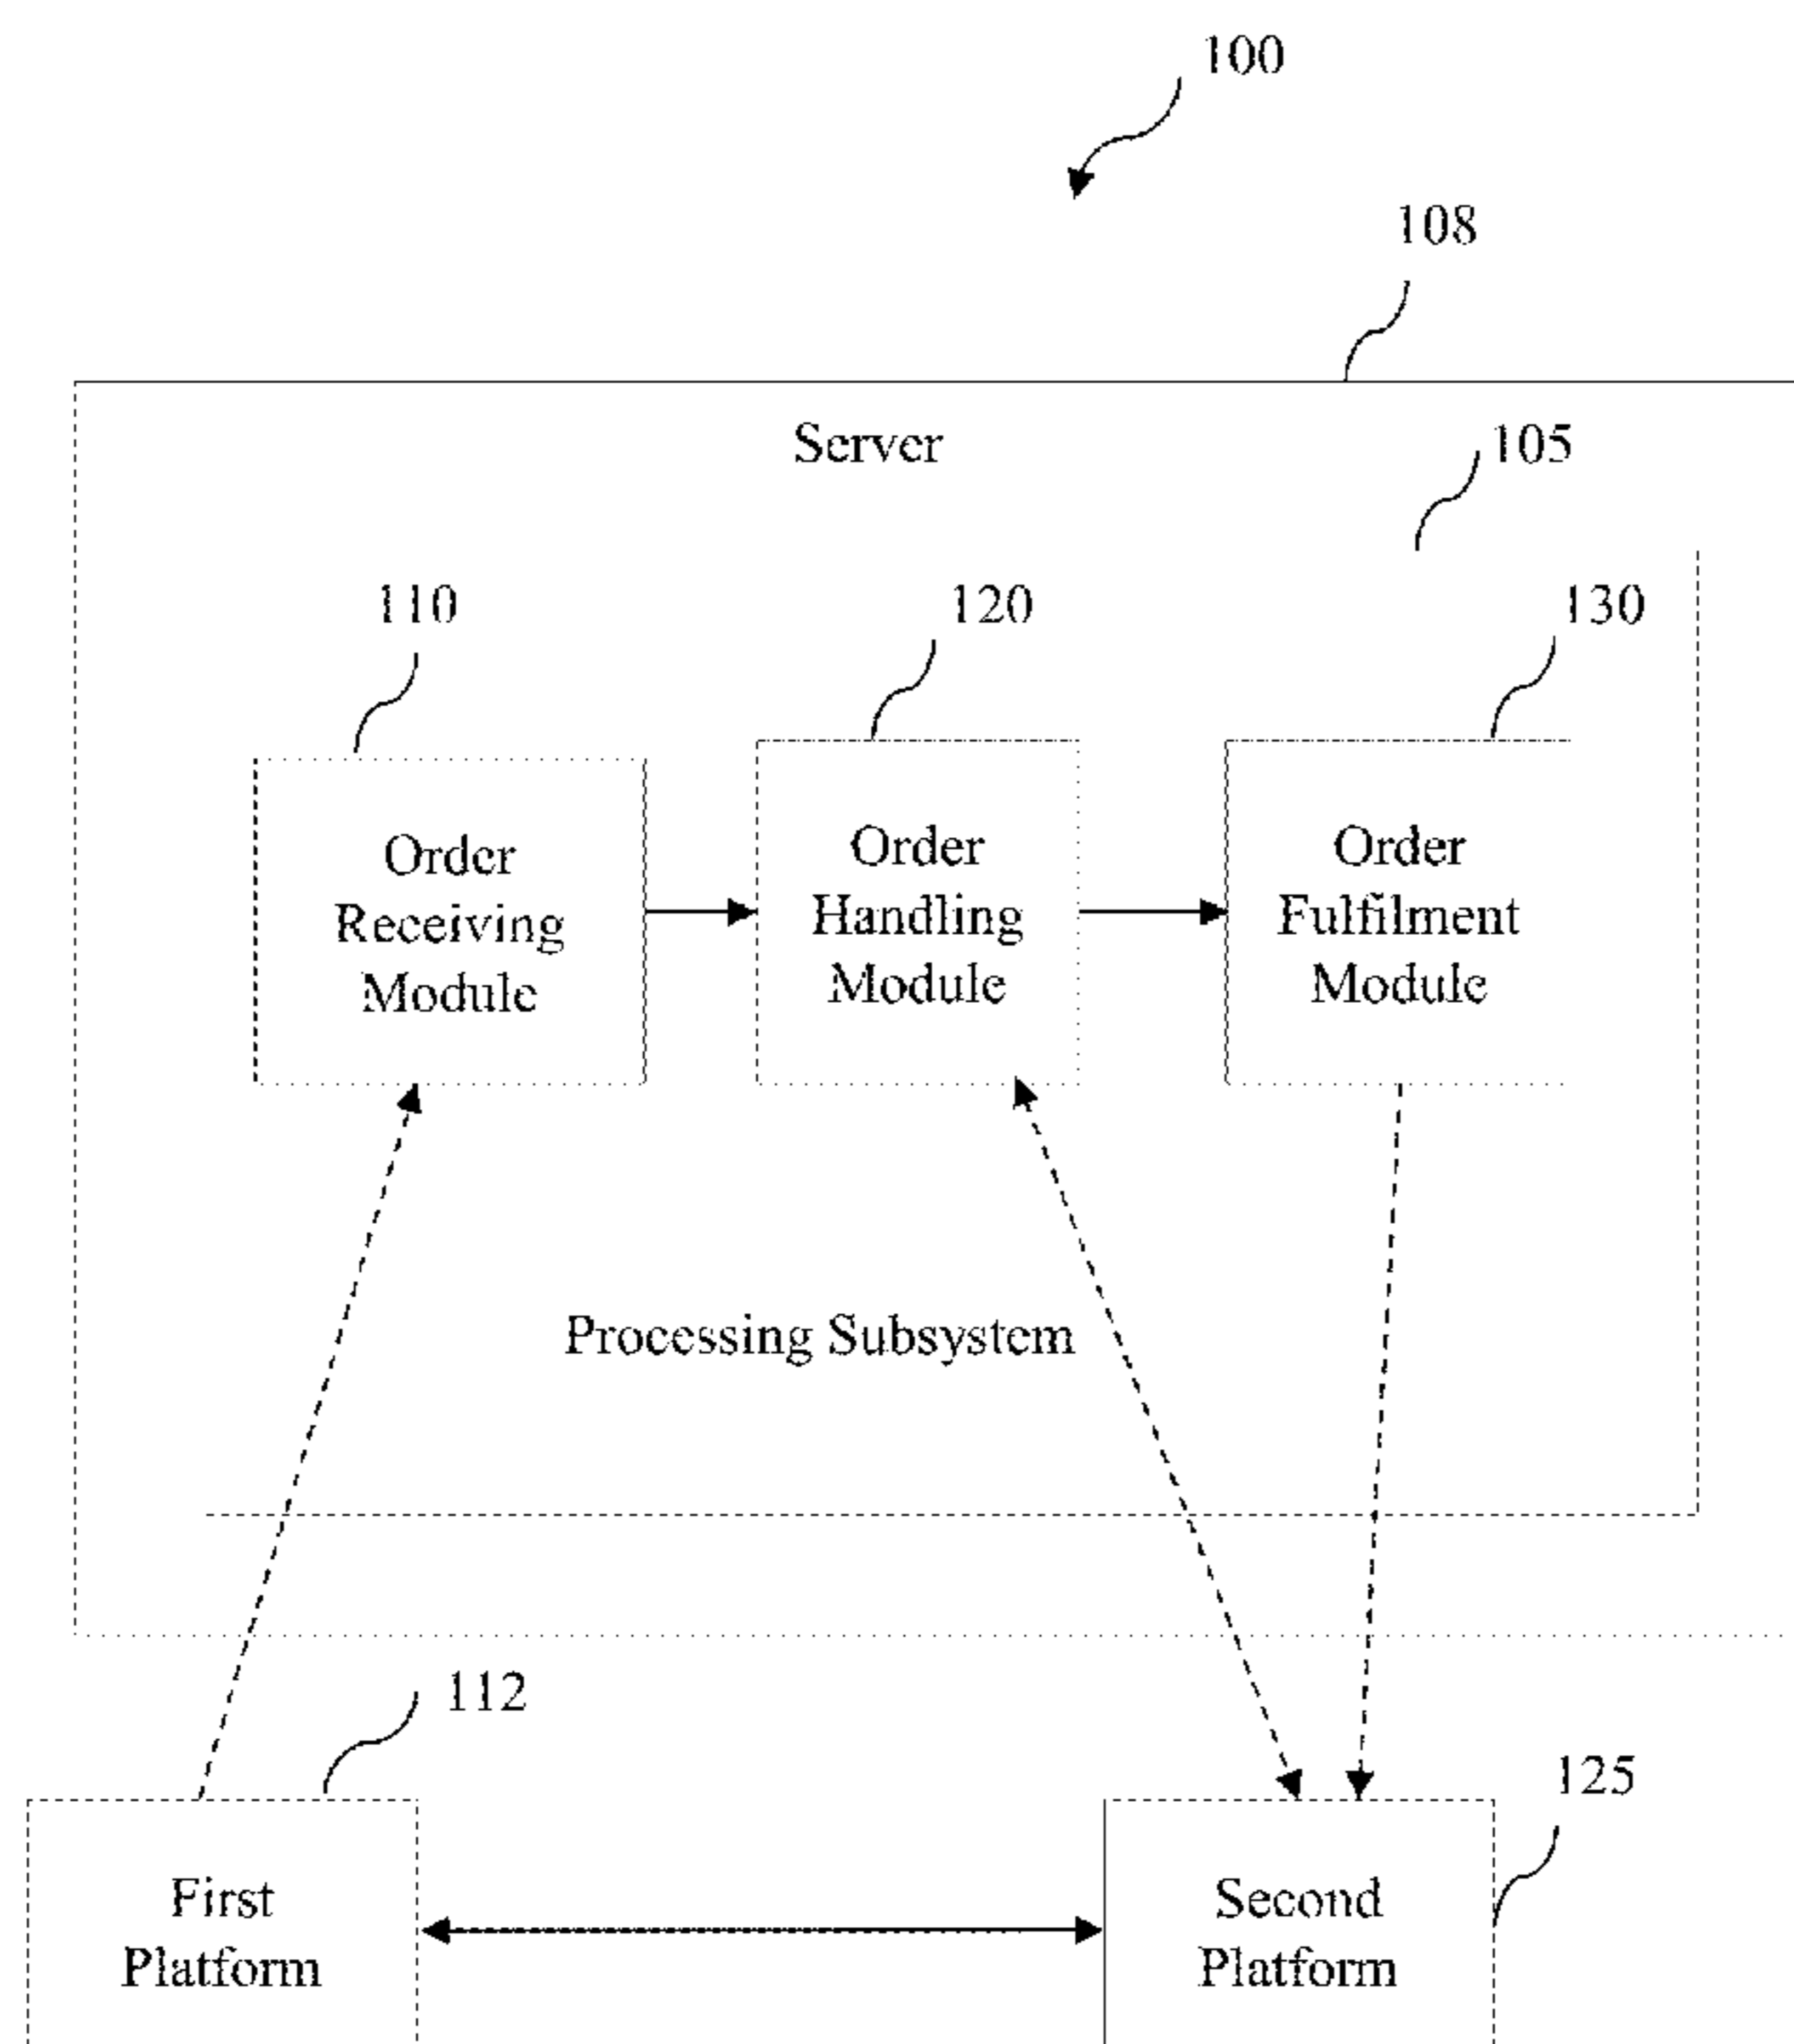 100
108
Server
105
110
120
130
Order
Receiving
Module
Order
Handling
Module
Order
Fulfilment
Module
Processing Subsystem
112
125
First
Platform
Second
Platform